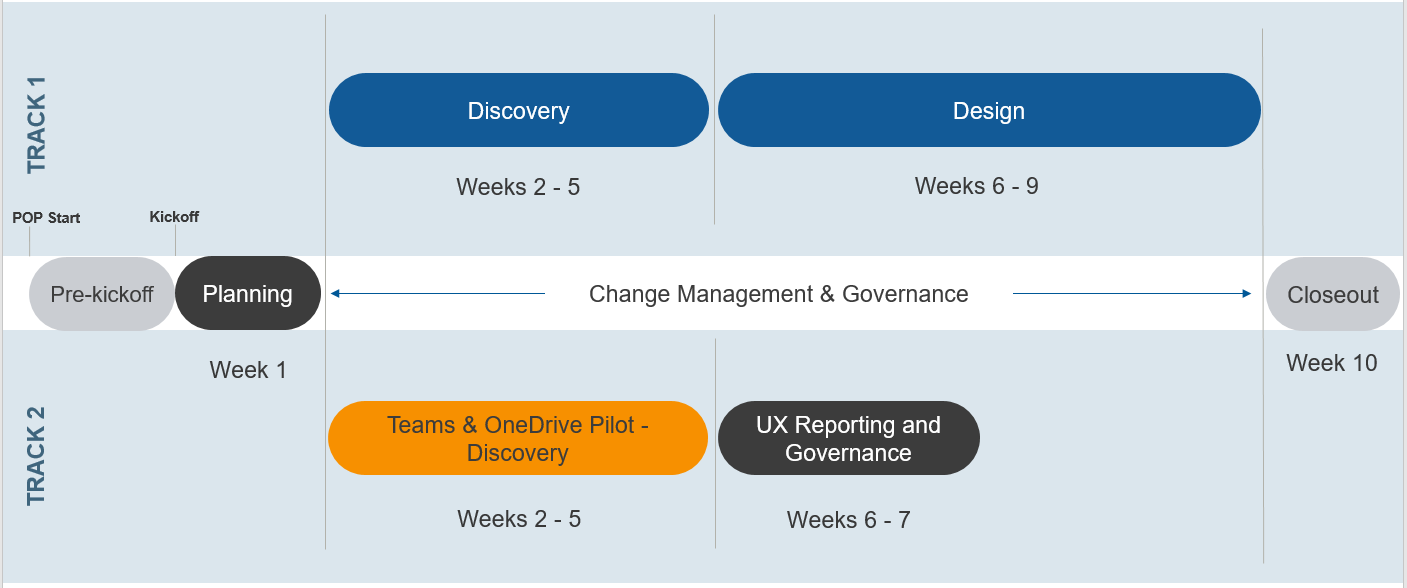 TRACK 1
Discovery
Design
Weeks 2 - 5
Weeks 6 - 9
POP Start
Kickoff
Pre-kickoff
Planning
Change Management & Governance
Closeout
Week 1
Week 10
TRACK 2
Teams & OneDrive Pilot -
Discovery
UX Reporting and
Governance
Weeks 2 - 5
Weeks 6 - 7